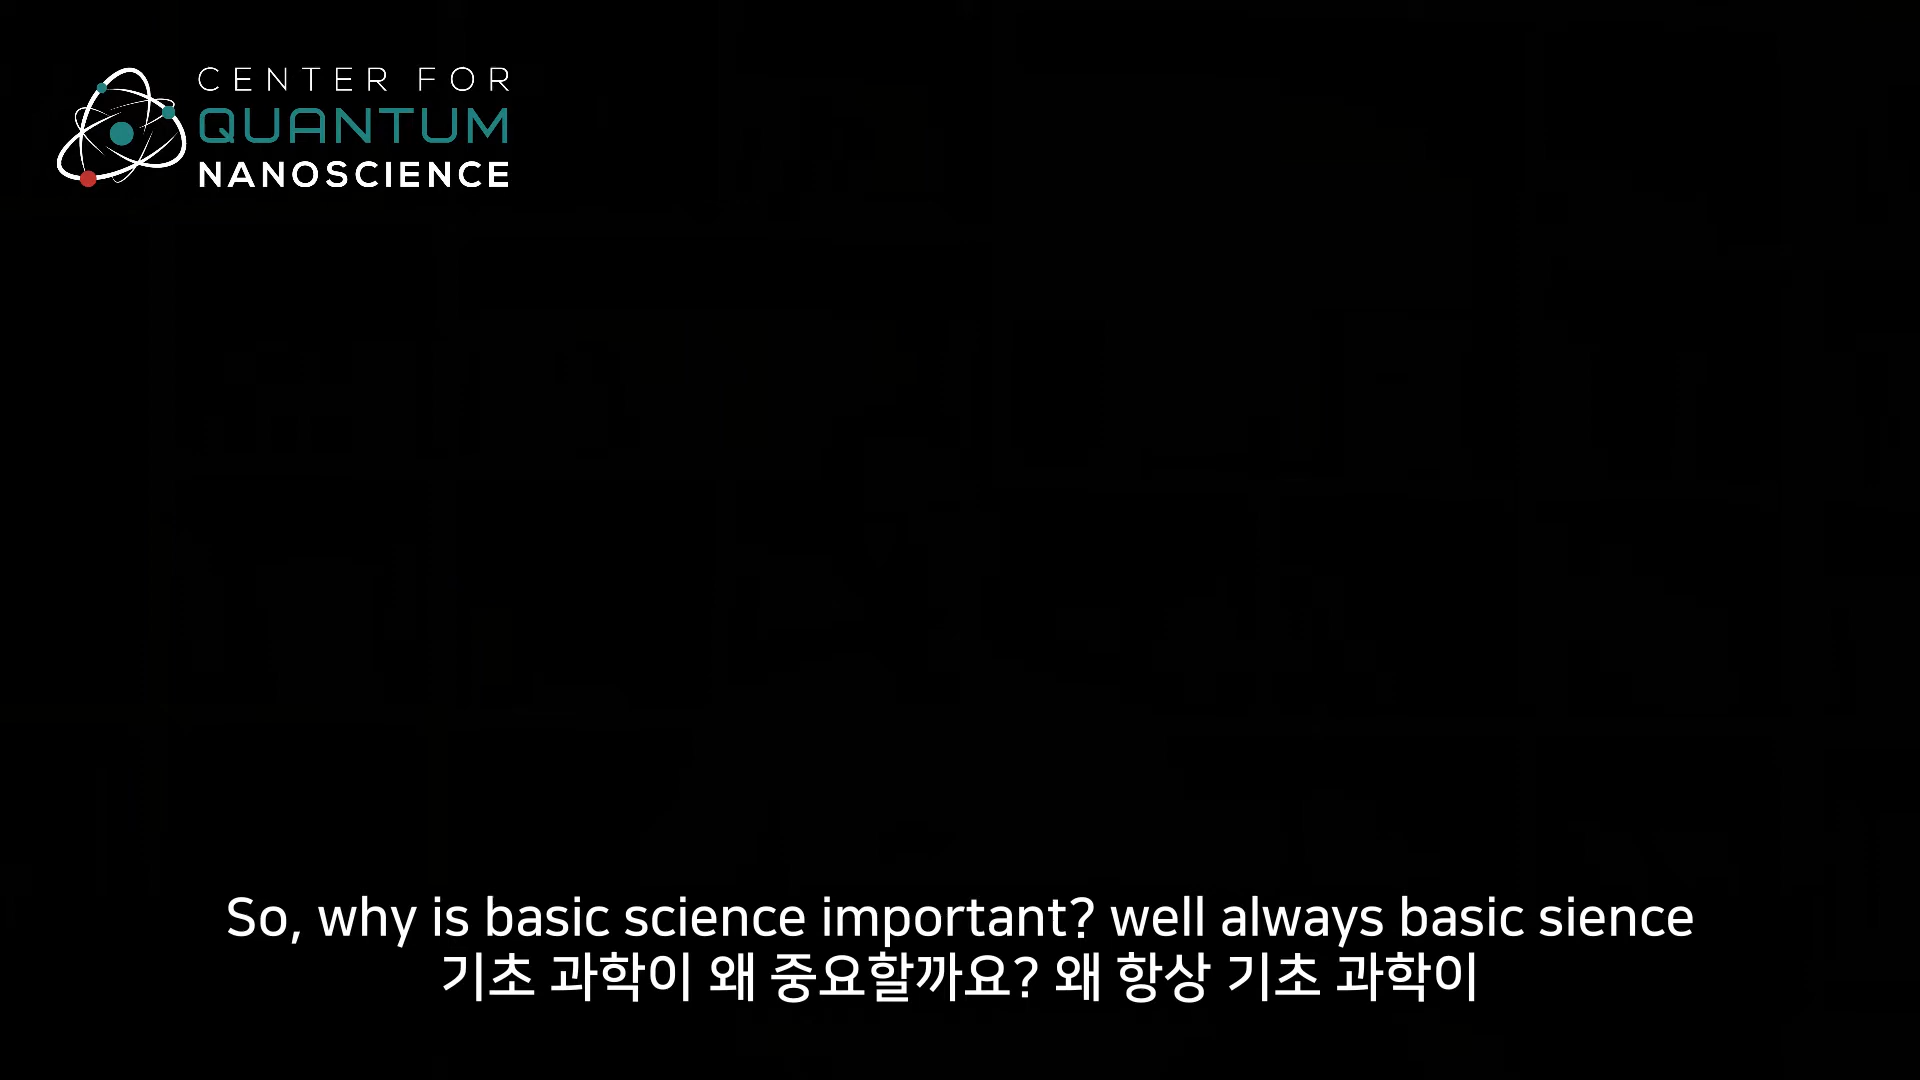 CENTER FOR
QUANTUM
NANOSCIENCE
So, why is basic science important? well always basic sience
기초 과학이 왜 중요할까요? 왜 항상 기초 과학이